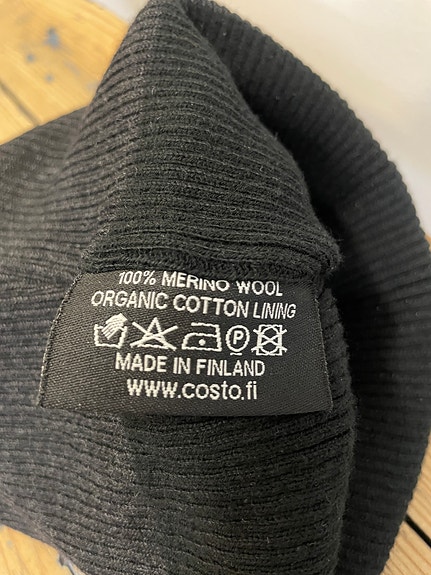 100% MERINO WOOL
ORGANIC COTTON LINING
P
MADE IN FINLAND
www.costo.fi